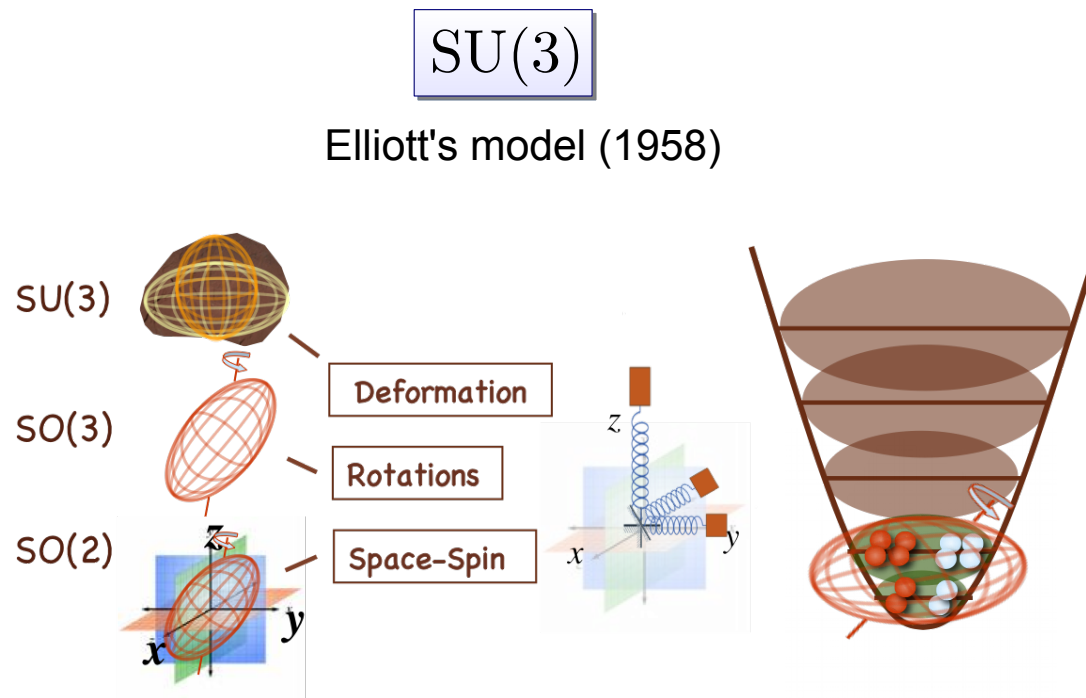 SU(3)
Elliott's model (1958)
SU(3)
Deformation
SO(3)
Rotations
SO(2)
Space-Spin
z
y
x
z
y
x